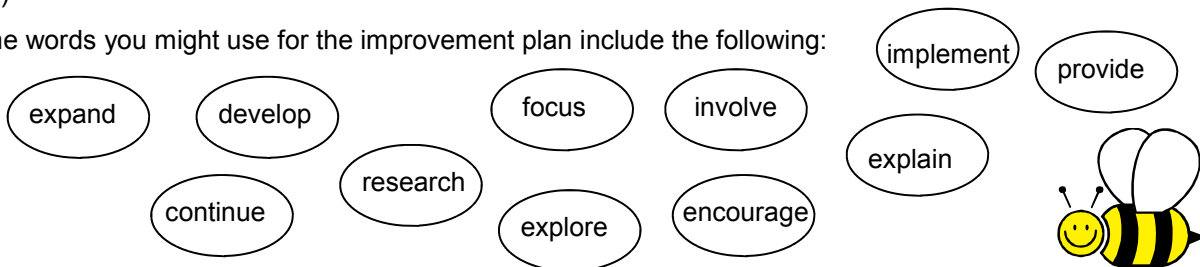 )
words you might use for the improvement plan include the following:
implement
provide
expand
develop
focus
involve
explain
research
continue
explore
encourage